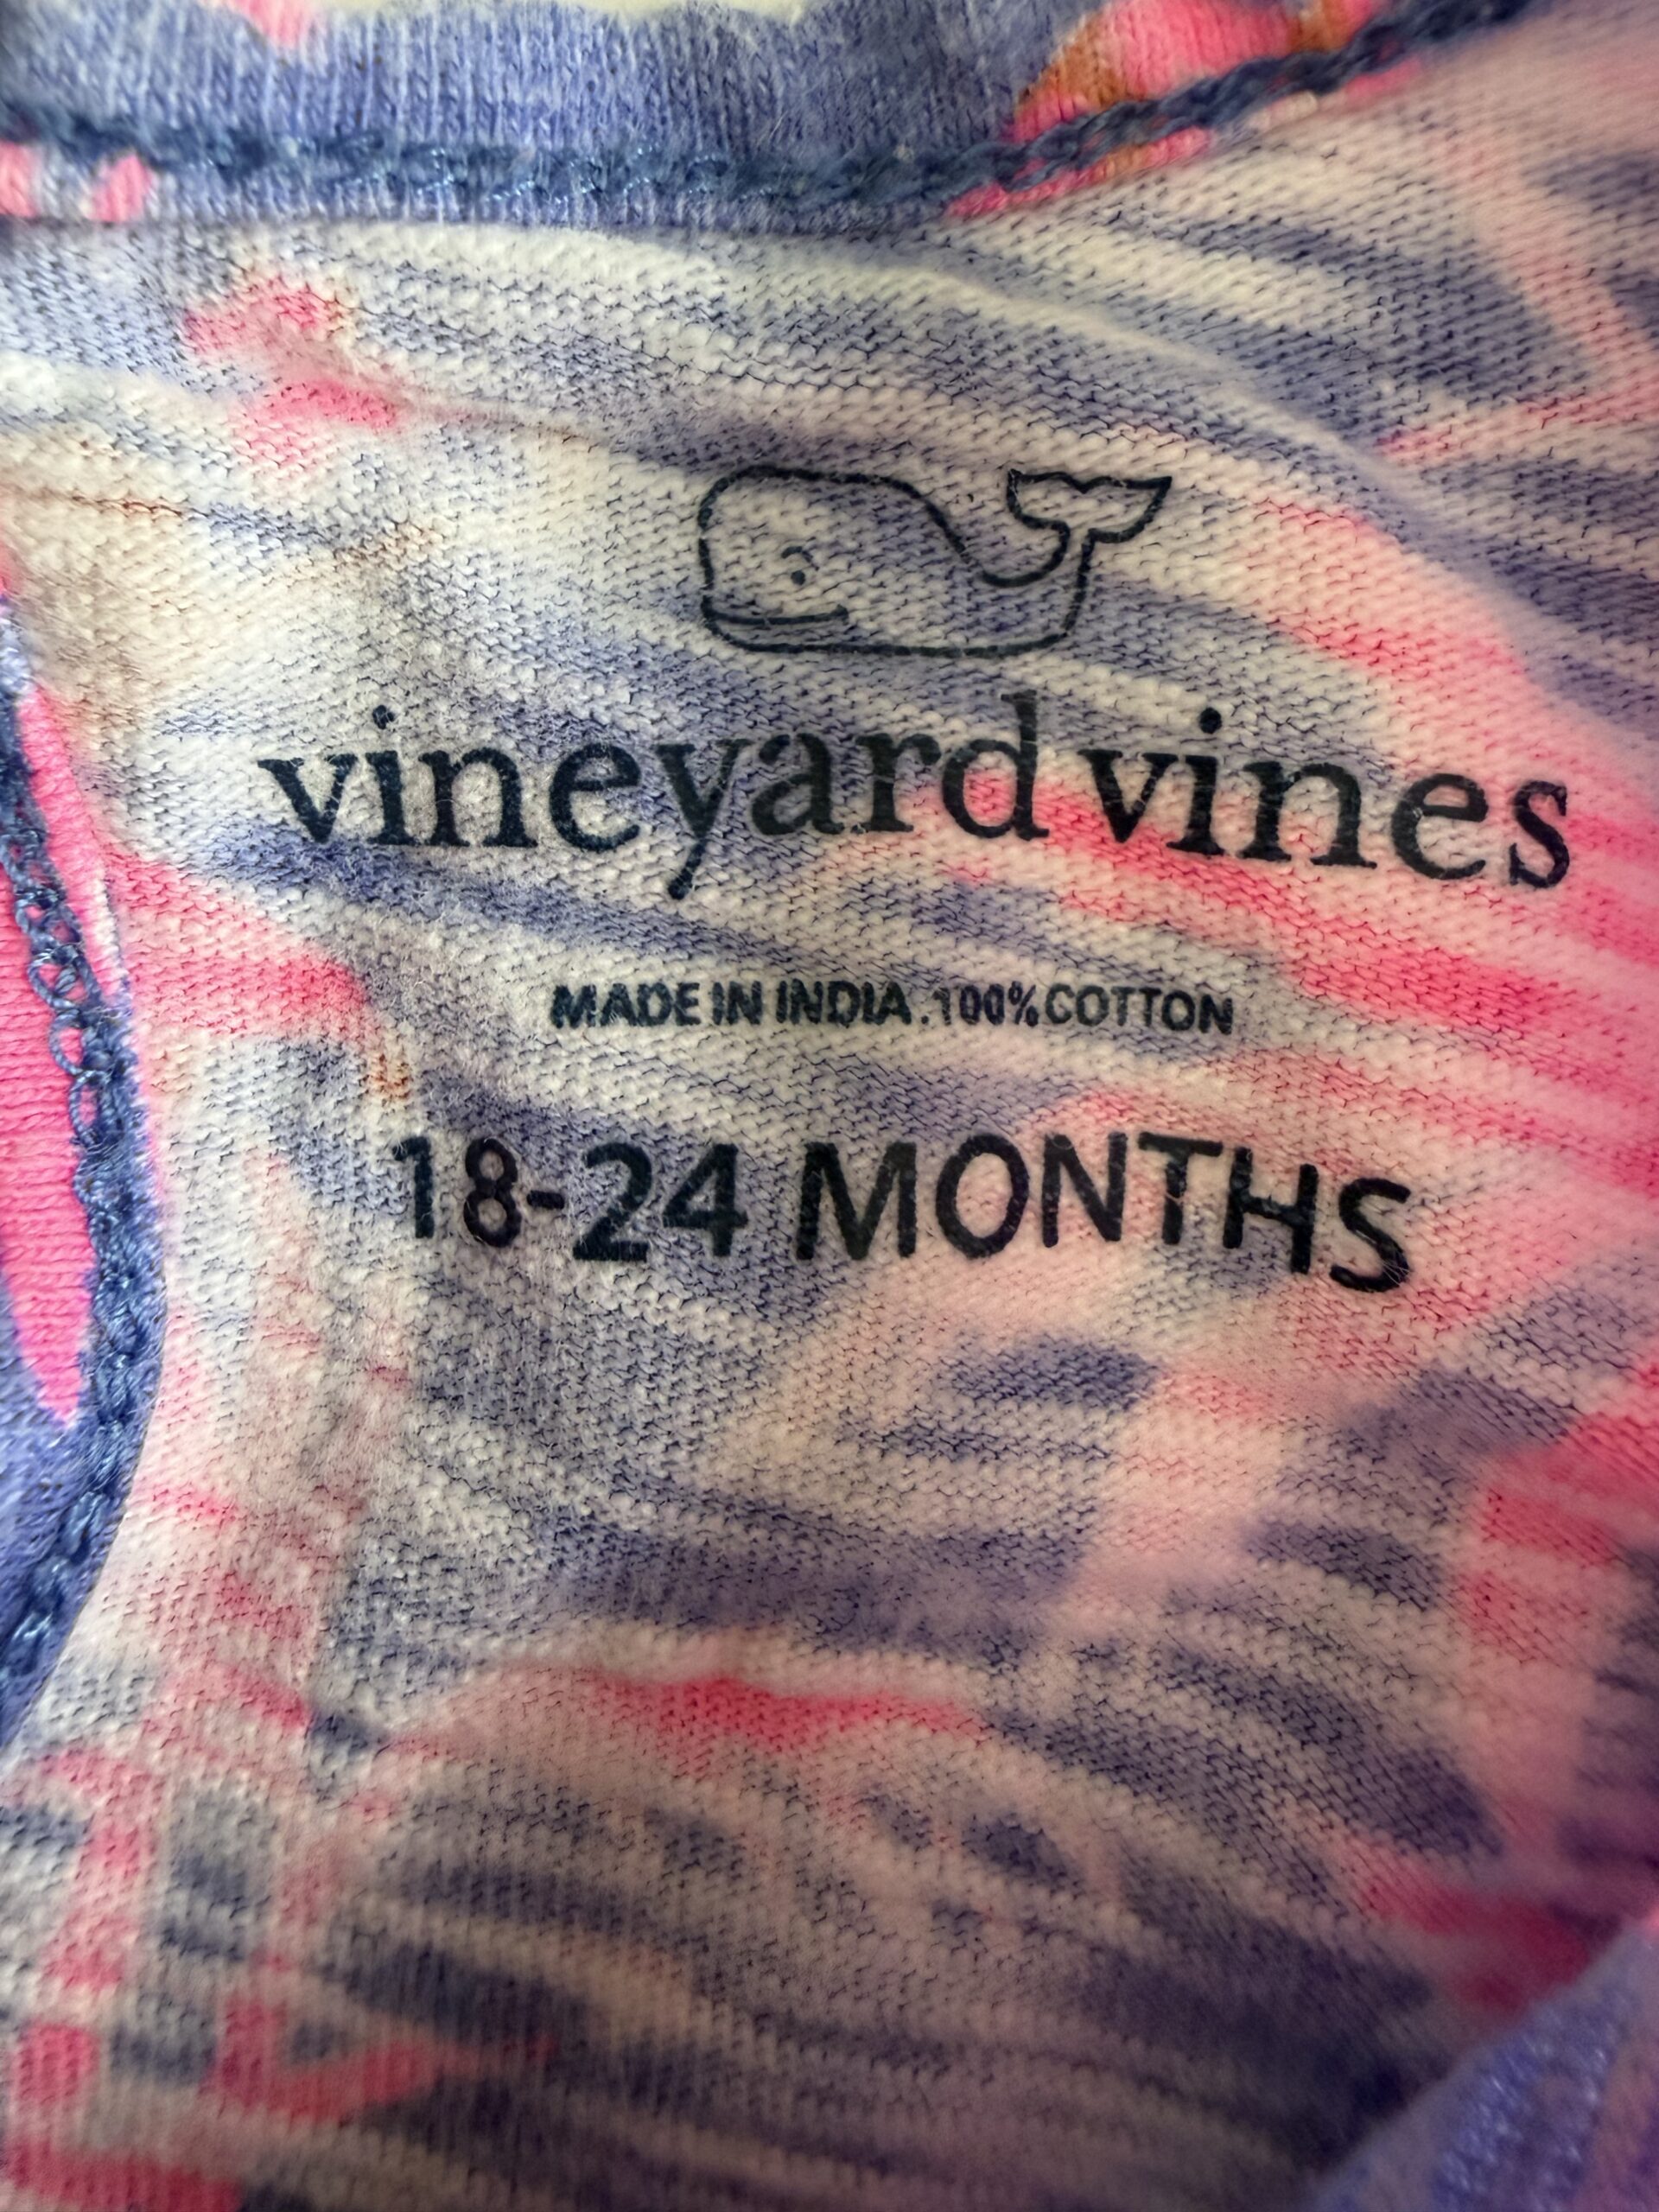 vineyard vines
MADE IN INDIA . 100% COTTON
18-24 MONTHS